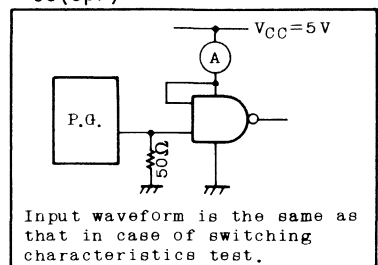 VCC=5V
A
P.G.
50Ω
Input waveform is the same as
that in case of switching
characteristics test.